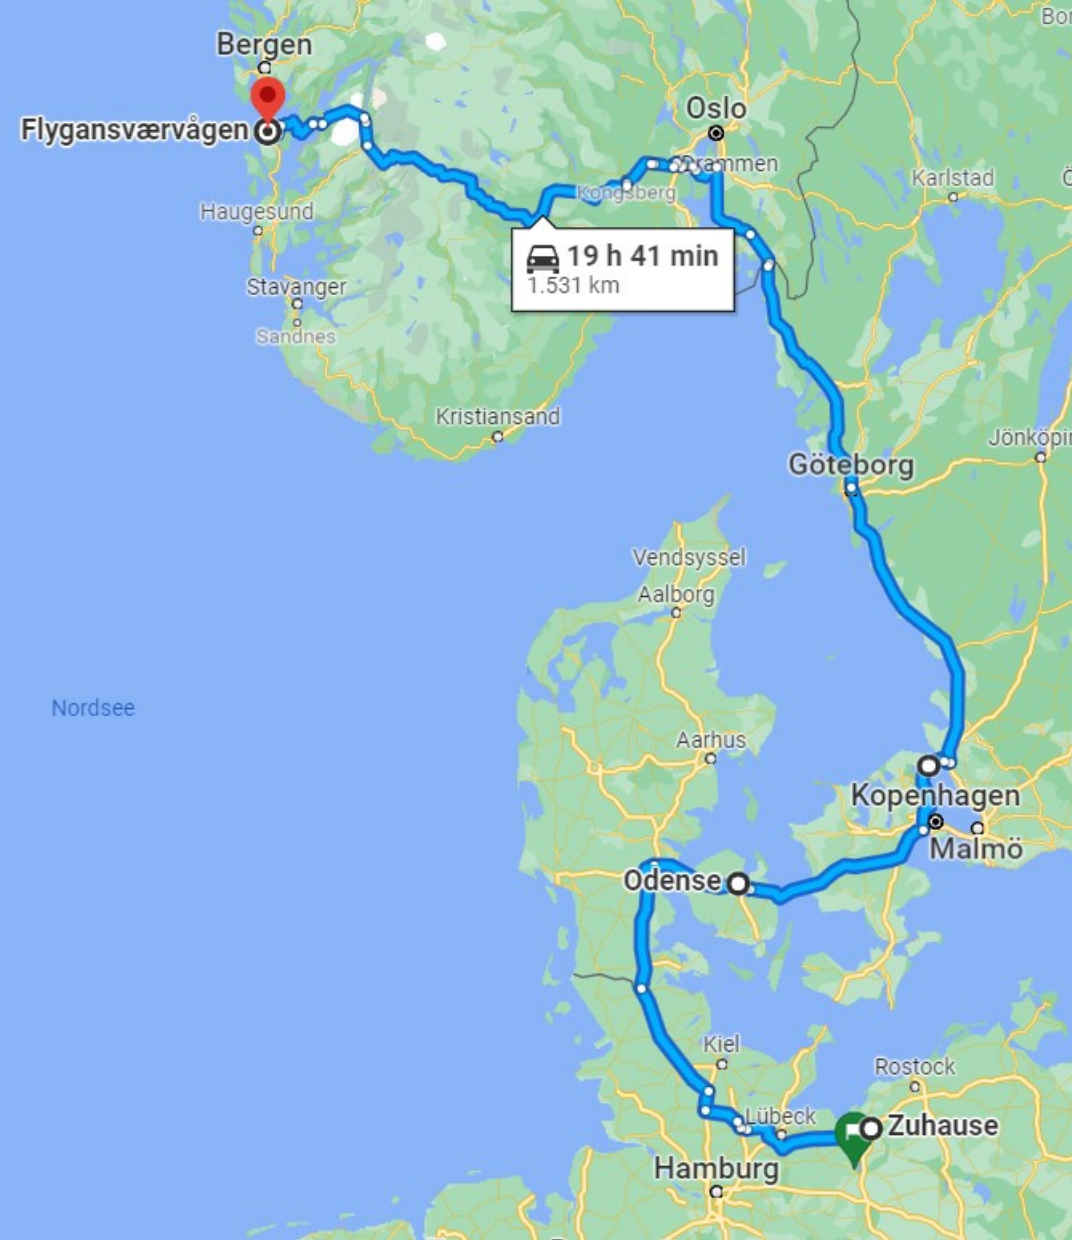 Bergen
Oslo
Flygansværvågen
Drammen
Karlstad
Kongsberg
Haugesund
19 h 41 min
1.531 km
Stavanger
Sandnes
Kristiansand
Jönköpin
Göteborg
Vendsyssel
Aalborg
Nordsee
Aarhus
Kopenhagen
Malmö
Odense
Kiel
Rostock
Lübeck
Zuhause
Hamburg